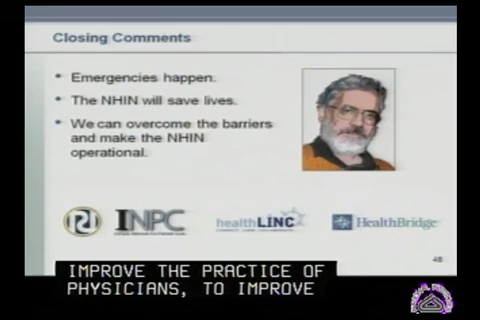 Closing Comments
• Emergencies happen.
• The NHIN will save lives.
• We can overcome the barriers
and make the NHIN
operational.
INPC
healthLINC
HealthBridge
48
IMPROVE THE PRACTICE OF
PHYSICIANS, TO IMPROVE